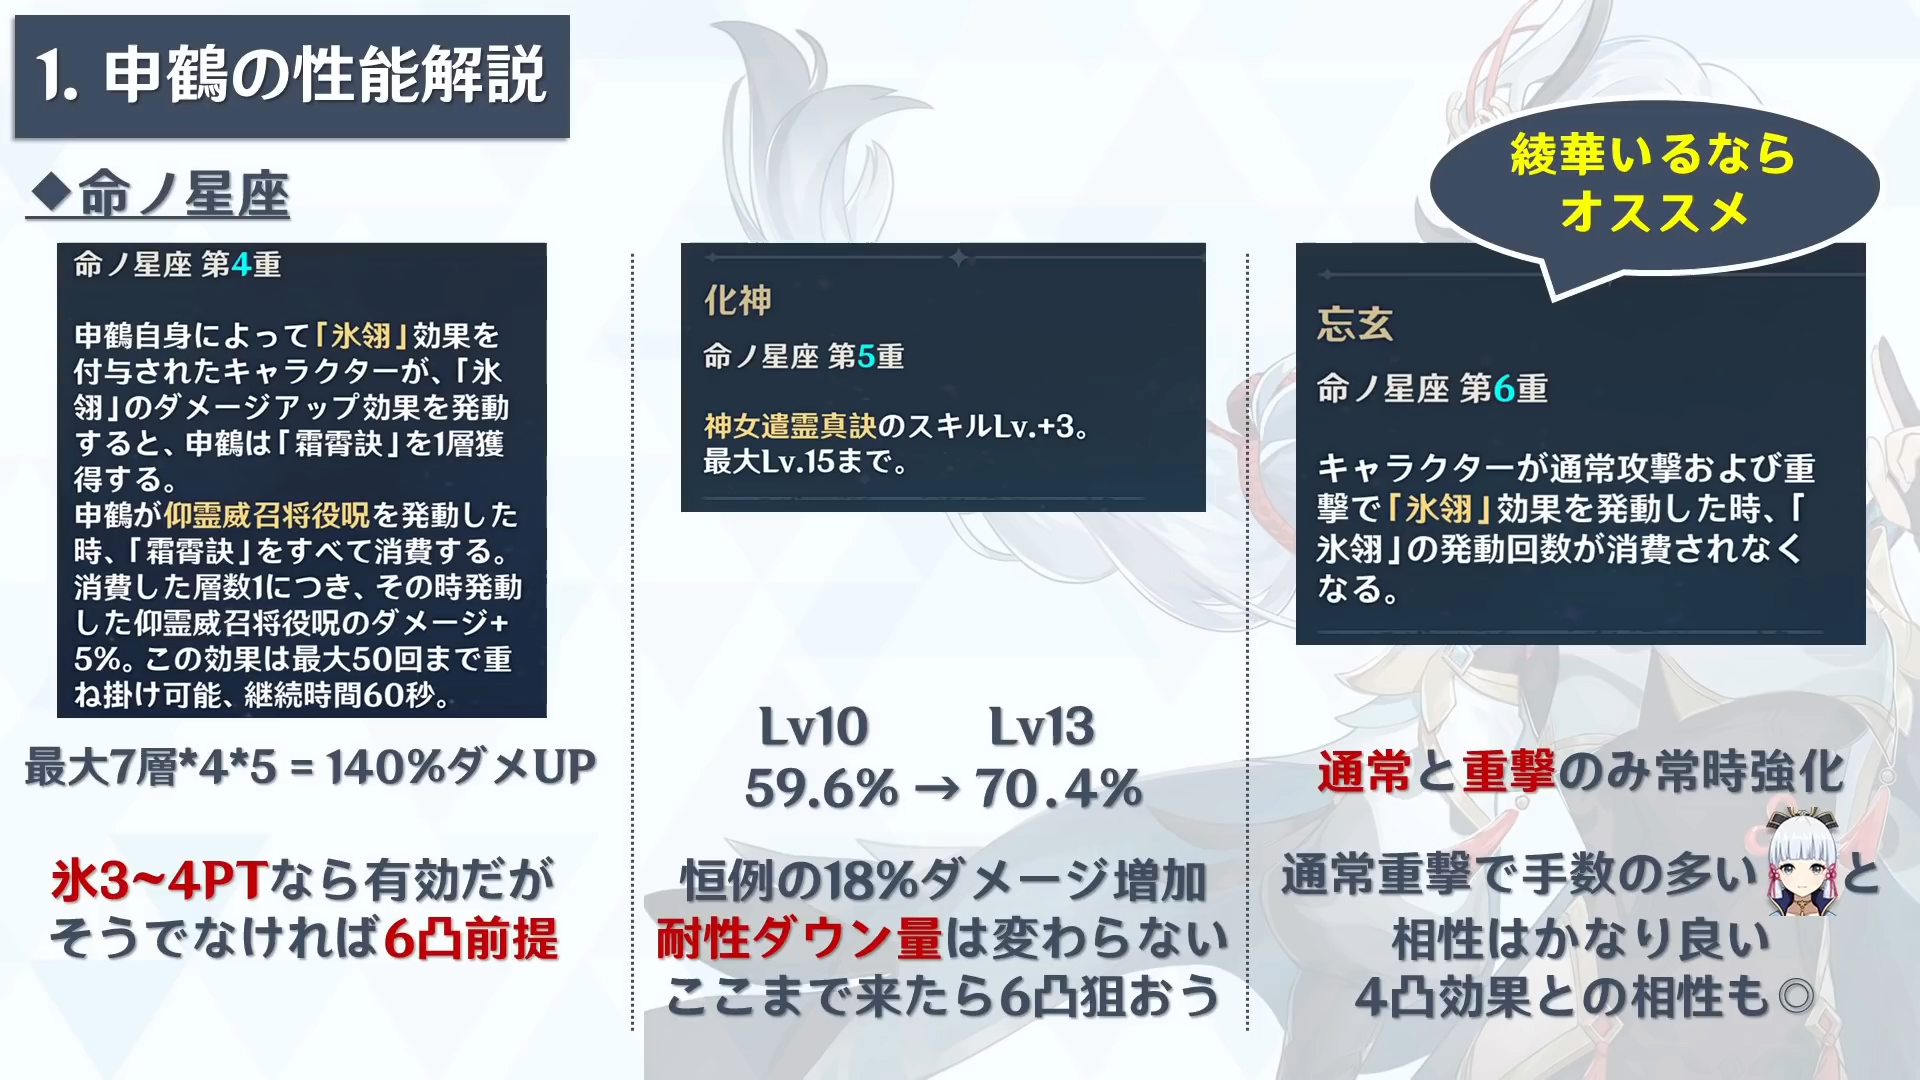 1. 申鶴の性能解説
◆命ノ星座
命ノ星座 第4重
申鶴自身によって「氷翎」効果を
付与されたキャラクターが、「氷
翎」のダメージアップ効果を発動
すると、申鶴は「霜霄訣」を1層獲
得する。
申鶴が仰霊威召将役呪を発動した
時、「霜霄訣」をすべて消費する。
消費した層数1につき、その時発動
した仰霊威召将役呪のダメージ+
5%。この効果は最大50回まで重
ね掛け可能、継続時間60秒。
最大7層*4*5 = 140%ダメUP
氷3~4PTなら有効だが
そうでなければ6凸前提
化神
命ノ星座 第5重
神女遣霊真訣のスキルLv.+3。
最大Lv.15まで。
Lv10 Lv13
59.6% → 70.4%
恒例の18%ダメージ増加
耐性ダウン量は変わらない
ここまで来たら6凸狙おう
綾華いるなら
オススメ
忘玄
命ノ星座 第6重
キャラクターが通常攻撃および重
撃で「氷翎」効果を発動した時、「
氷翎」の発動回数が消費されなく
なる。
通常と重撃のみ常時強化
通常重撃で手数の多いと
相性はかなり良い
4凸効果との相性も◎